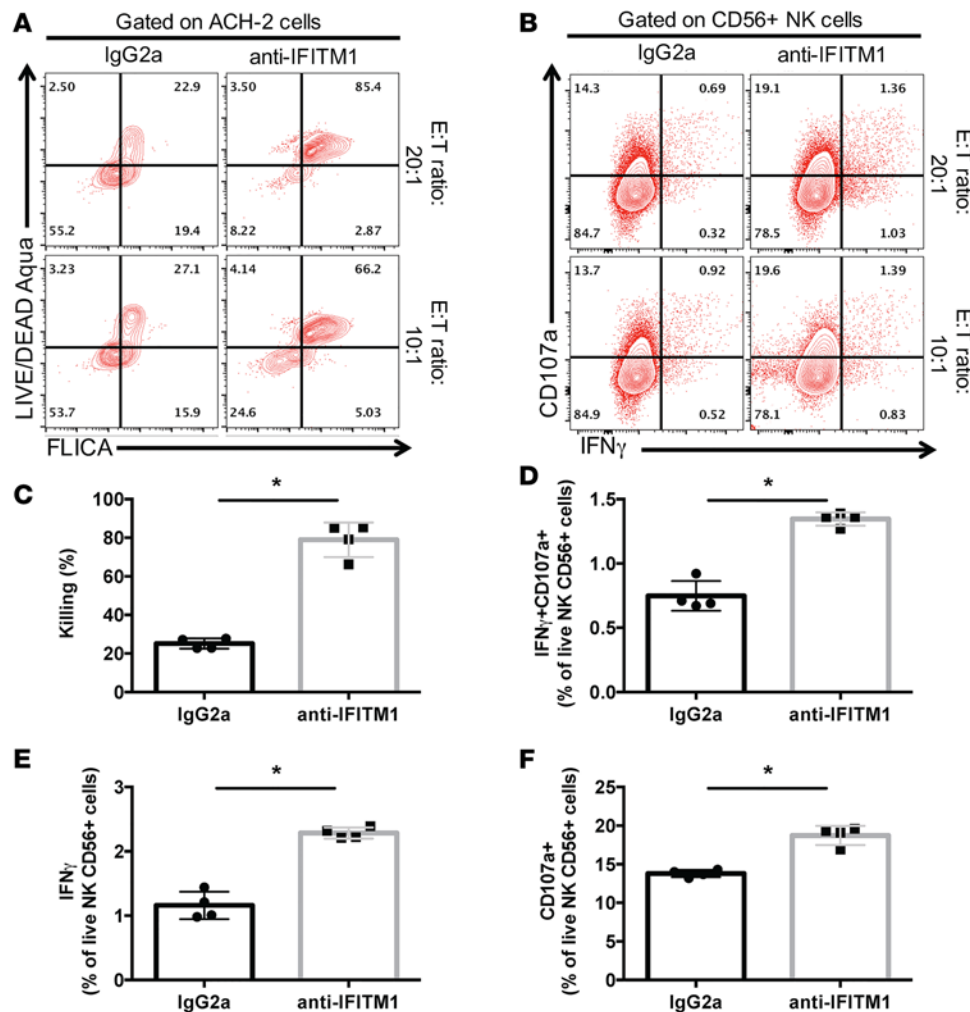 A
Gated on ACH-2 cells
IgG2a
anti-IFITM1
2.50
22.9
55.2
19.4
3.50
85.4
8.22
2.87
E:T ratio:
20:1
3.23
27.1
53.7
15.9
4.14
66.2
24.6
5.03
E:T ratio:
10:1
LIVE/DEAD Aqua
FLICA
B
Gated on CD56+ NK cells
IgG2a
anti-IFITM1
14.3
0.69
84.7
0.32
19.1
1.36
78.5
1.03
E:T ratio:
20:1
13.7
0.92
84.9
0.52
19.6
1.39
78.1
0.83
E:T ratio:
10:1
CD107a
IFNγ
C
*
Killing (%)
100
80
60
40
20
0
IgG2a
anti-IFITM1
D
*
IFNγ+CD107a+
(% of live NK CD56+ cells)
1.5
1.0
0.5
0.0
IgG2a
anti-IFITM1
E
*
IFNγ
(% of live NK CD56+ cells)
3
2
1
0
IgG2a
anti-IFITM1
F
*
CD107a+
(% of live NK CD56+ cells)
25
20
15
10
5
0
IgG2a
anti-IFITM1